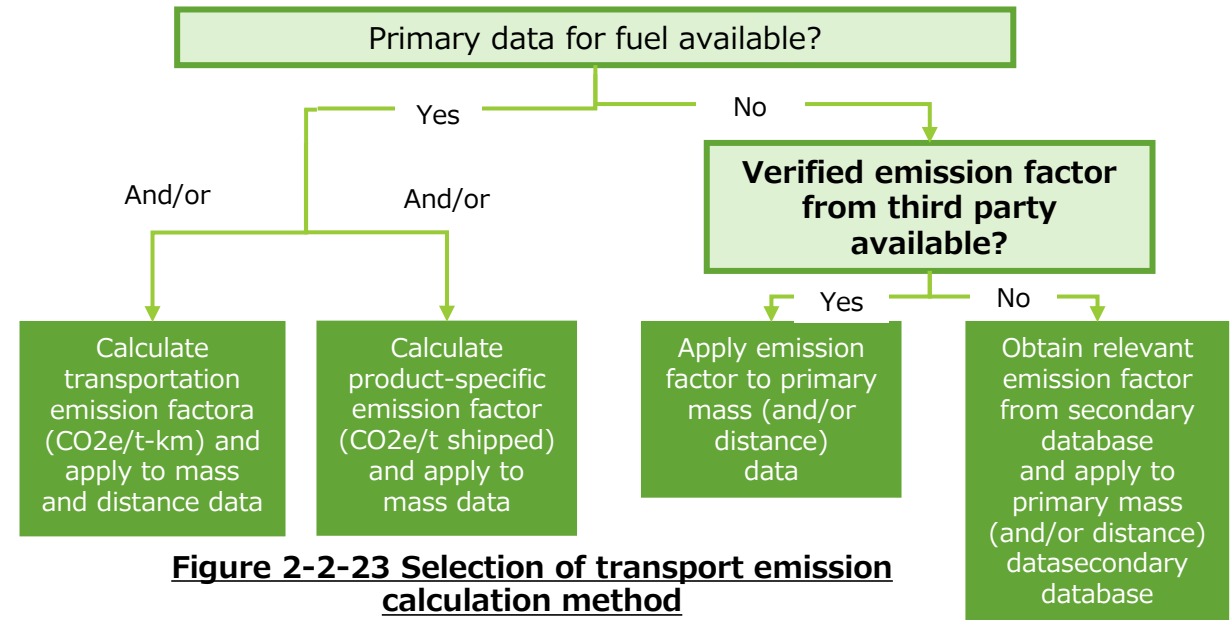 Primary data for fuel available?
Yes
No
And/or
And/or
Verified emission factor
from third party
available?
Yes
No
Calculate
transportation
emission factora
(CO2e/t-km) and
apply to mass
and distance data
Calculate
product-specific
emission factor
(CO2e/t shipped)
and apply to
mass data
Apply emission
factor to primary
mass (and/or
distance)
data
Obtain relevant
emission factor
from secondary
database
and apply to
primary mass
(and/or distance)
datasecondary
database
Figure 2-2-23 Selection of transport emission
calculation method